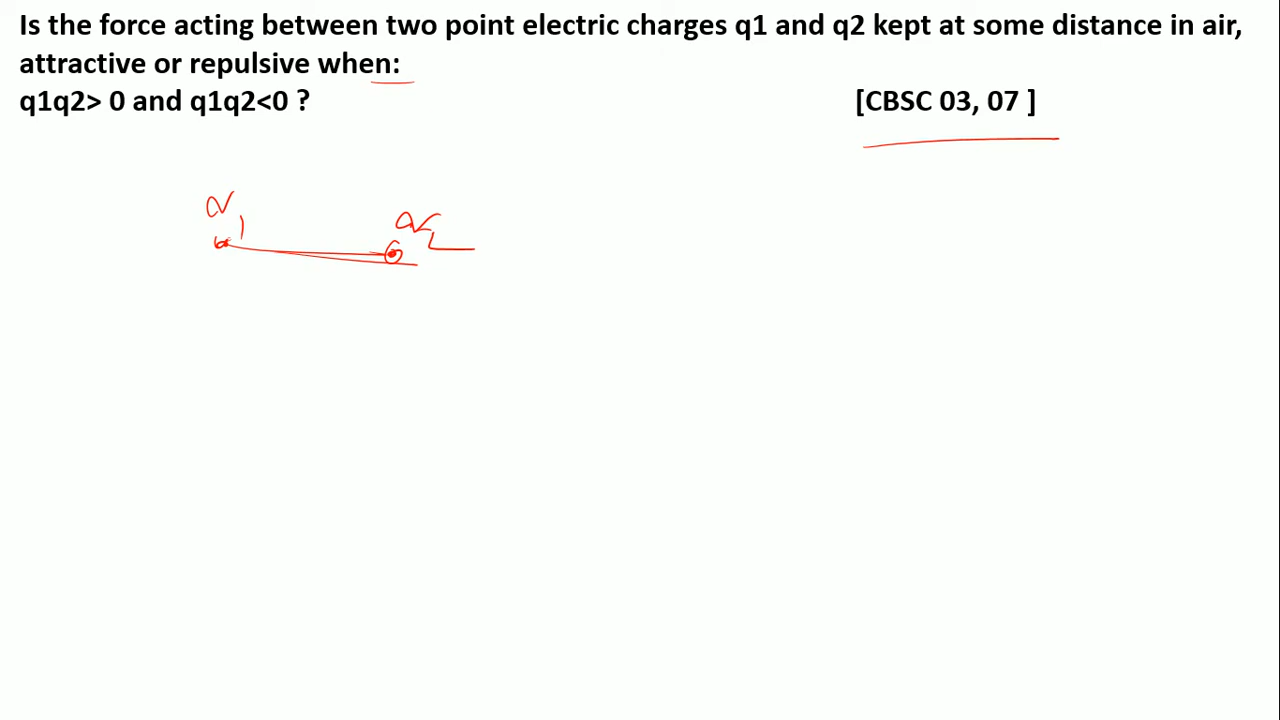 Is the force acting between two point electric charges q1 and q2 kept at some distance in air,
attractive or repulsive when:
q1q2> 0 and q1q2<0 ? [CBSC 03, 07 ]
q1 q2